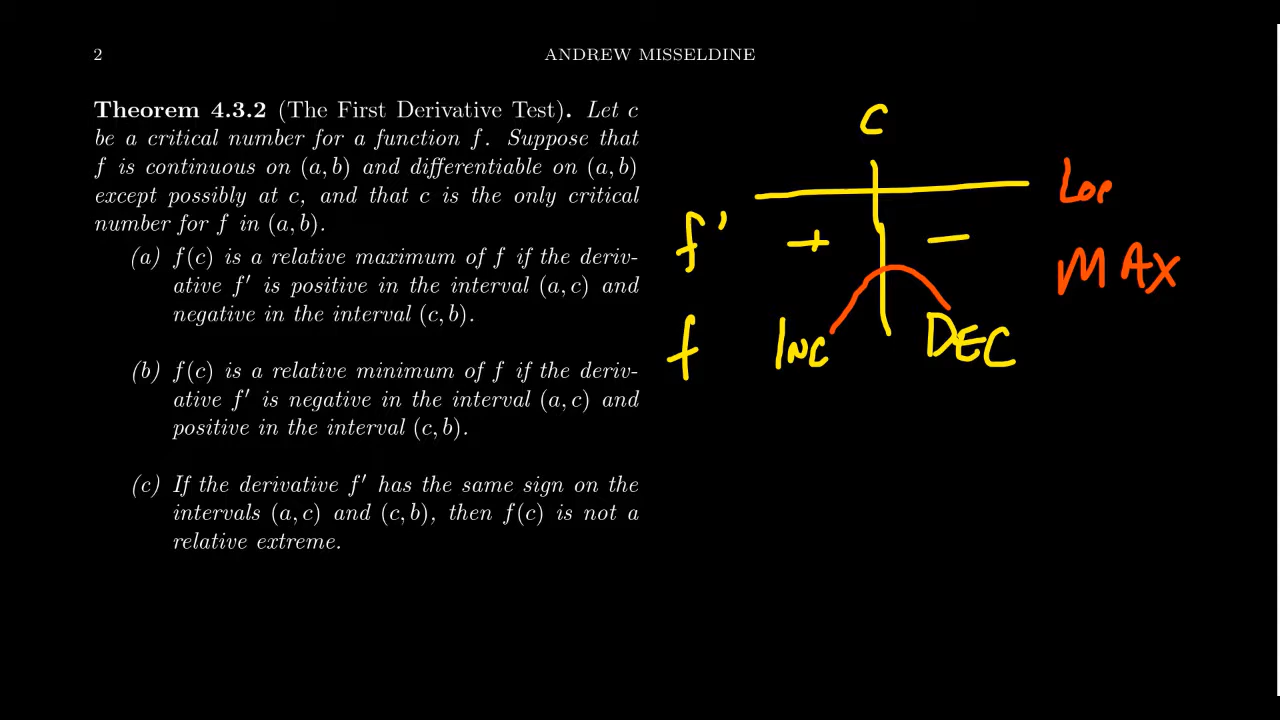 2
ANDREW MISSELDINE
Theorem 4.3.2 (The First Derivative Test). Let c
be a critical number for a function f. Suppose that
f is continuous on (a, b) and differentiable on (a, b)
except possibly at c, and that c is the only critical
number for f in (a, b).
(a) f(c) is a relative maximum of f if the deriv-
ative f′ is positive in the interval (a, c) and
negative in the interval (c, b).
(b) f(c) is a relative minimum of f if the deriv-
ative f′ is negative in the interval (a, c) and
positive in the interval (c, b).
(c) If the derivative f′ has the same sign on the
intervals (a, c) and (c, b), then f(c) is not a
relative extreme.
c
f′ + −
f INC DEC
MAX